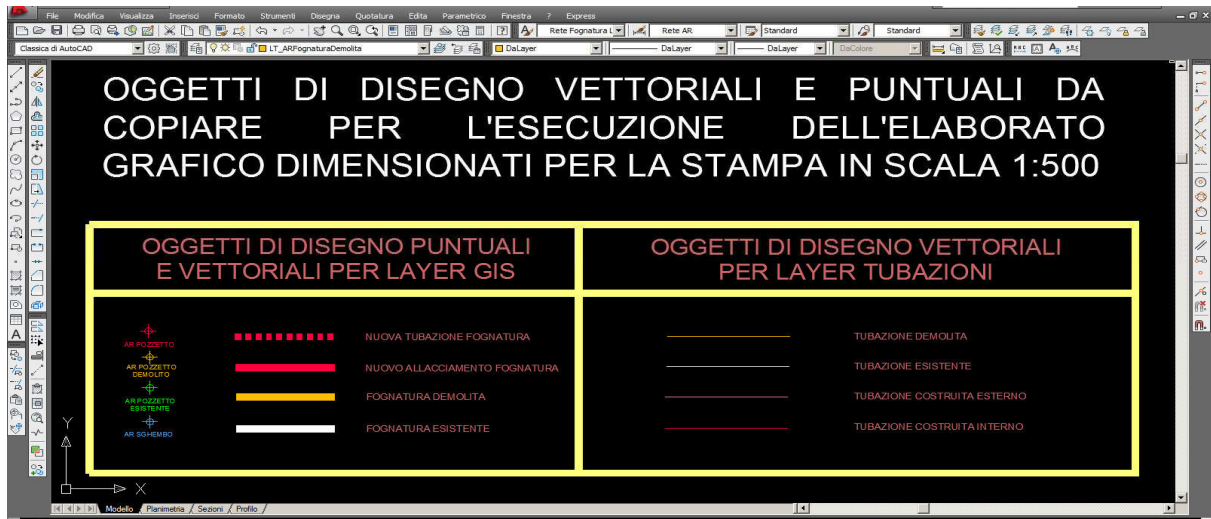 File Modifica Visualizza Inserisci Formato Strumenti Disegna Quotatura Edita Parametrico Finestra ? Express
Rete Fognatura L Rete AR Standard Standard
Classica di AutoCAD LT_ARFognaturaDemolita DaLayer DaLayer DaLayer DaColore
OGGETTI DI DISEGNO VETTORIALI E PUNTUALI DA
COPIARE PER L'ESECUZIONE DELL'ELABORATO
GRAFICO DIMENSIONATI PER LA STAMPA IN SCALA 1:500
OGGETTI DI DISEGNO PUNTUALI
E VETTORIALI PER LAYER GIS
OGGETTI DI DISEGNO VETTORIALI
PER LAYER TUBAZIONI
AR POZZETTO
NUOVA TUBAZIONE FOGNATURA
TUBAZIONE DEMOLITA
AR POZZETTO
DEMOLITO
NUOVO ALLACCIAMENTO FOGNATURA
TUBAZIONE ESISTENTE
AR POZZETTO
ESISTENTE
FOGNATURA DEMOLITA
TUBAZIONE COSTRUITA ESTERNO
AR SGHEMBO
FOGNATURA ESISTENTE
TUBAZIONE COSTRUITA INTERNO
Y
X
Modello Planimetria Sezioni Profilo